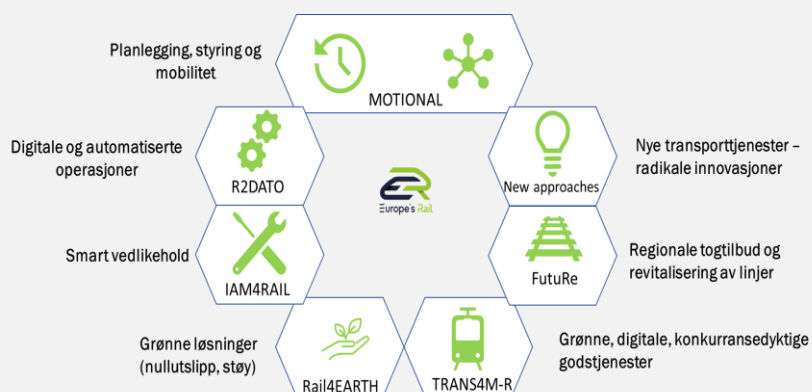 Planlegging, styring og
mobilitet
MOTIONAL
Digitale og automatiserte
operasjoner
R2DATO
New approaches
Nye transporttjenester –
radikale innovasjoner
Europe's Rail
Smart vedlikehold
IAM4RAIL
FutuRe
Regionale togtilbud og
revitalisering av linjer
Grønne løsninger
(nullutslipp, støy)
Rail4EARTH
TRANS4M-R
Grønne, digitale, konkurransedyktige
godstjenester